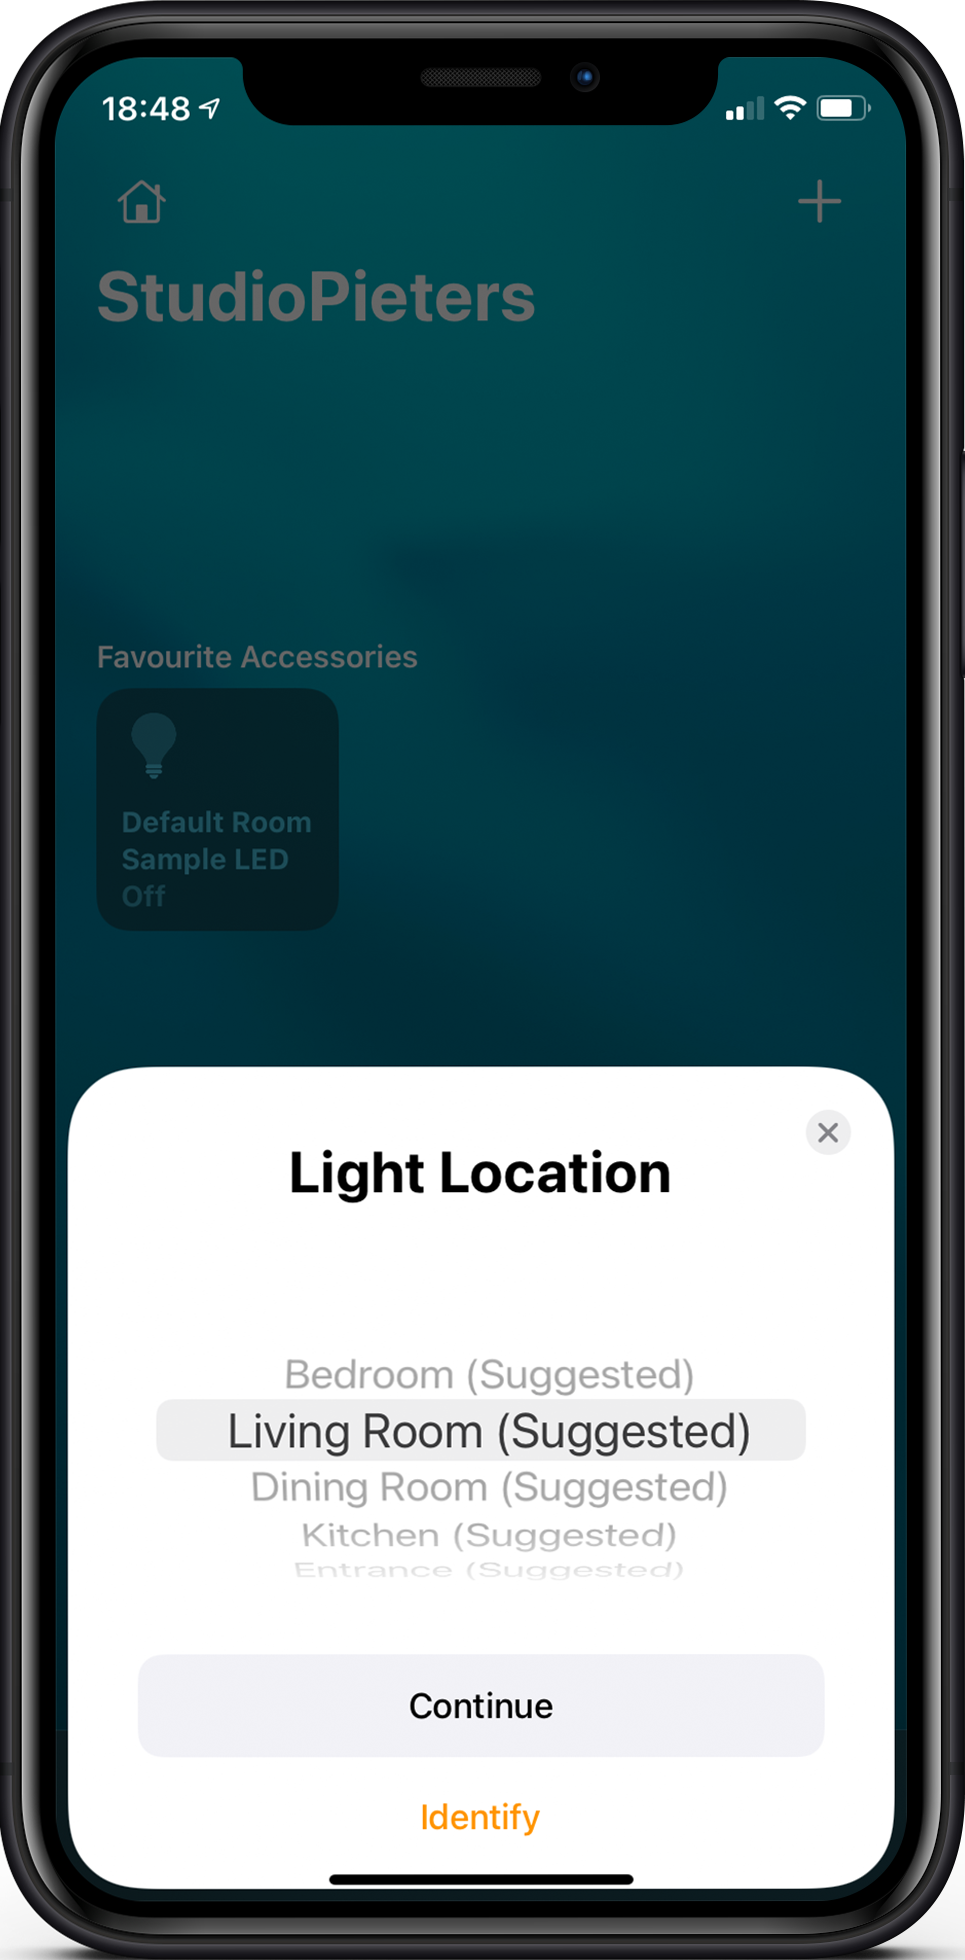 18:48
StudioPieters
Favourite Accessories
Default Room
Sample LED
Off
Light Location
Bedroom (Suggested)
Living Room (Suggested)
Dining Room (Suggested)
Kitchen (Suggested)
Entrance (Suggested)
Continue
Identify